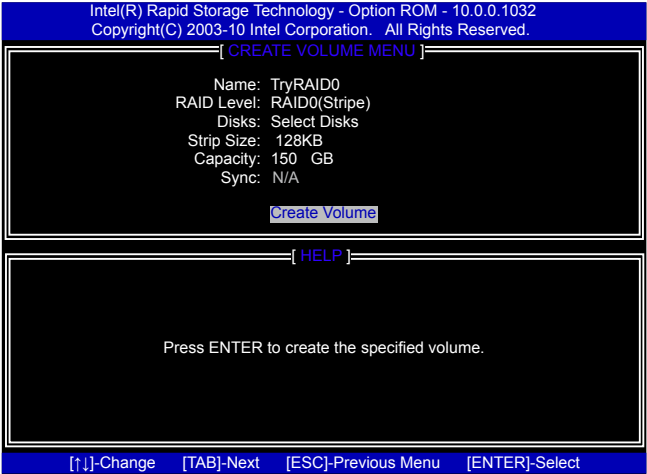 Intel(R) Rapid Storage Technology - Option ROM - 10.0.0.1032
Copyright(C) 2003-10 Intel Corporation. All Rights Reserved.
[ CREATE VOLUME MENU ]
Name: TryRAID0
RAID Level: RAID0(Stripe)
Disks: Select Disks
Strip Size: 128KB
Capacity: 150 GB
Sync: N/A
Create Volume
[ HELP ]
Press ENTER to create the specified volume.
[↑↓]-Change [TAB]-Next [ESC]-Previous Menu [ENTER]-Select